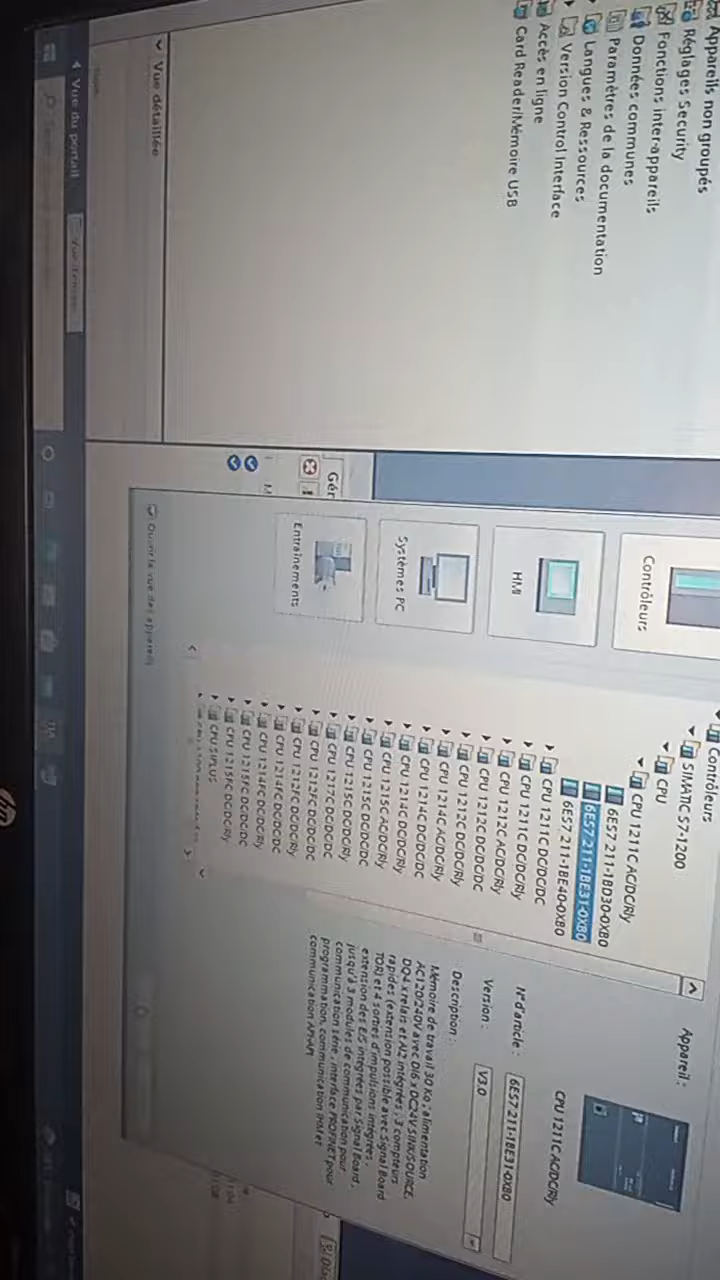 Appareils non groupés
Réglages Security
Fonctions inter-appareils
Données communes
Paramètres de la documentation
Langues & Ressources
Version Control Interface
Accès en ligne
Card Reader/Mémoire USB
Vue détaillée
Vue du portail
Gér
Contrôleurs
HMI
Systèmes PC
Entraînements
Ouvrir la vue des appareils
Contrôleurs
SIMATIC S7-1200
CPU
CPU 1211C AC/DC/Rly
6ES7 211-1BD30-0XB0
6ES7 211-1BE31-0XB0
6ES7 211-1BE40-0XB0
CPU 1211C DC/DC/DC
CPU 1211C DC/DC/Rly
CPU 1212C AC/DC/Rly
CPU 1212C DC/DC/DC
CPU 1212C DC/DC/Rly
CPU 1214C AC/DC/Rly
CPU 1214C DC/DC/DC
CPU 1214C DC/DC/Rly
CPU 1215C AC/DC/Rly
CPU 1215C DC/DC/DC
CPU 1215C DC/DC/Rly
CPU 1217C DC/DC/DC
CPU 1212FC DC/DC/DC
CPU 1212FC DC/DC/Rly
CPU 1214FC DC/DC/DC
CPU 1214FC DC/DC/Rly
CPU 1215FC DC/DC/DC
CPU 1215FC DC/DC/Rly
CPU SIPLUS
Appareil :
CPU 1211C AC/DC/Rly
N° d'article :
6ES7 211-1BE31-0XB0
Version :
V3.0
Description :
Mémoire de travail 30 Ko ; alimentation
AC120/240V avec DI6 x DC24V SINK/SOURCE,
DQ4 x relais et AI2 intégrées ; 3 compteurs
rapides (extension possible avec Signal Board
TOR) et 4 sorties d'impulsions intégrées ;
extension des E/S intégrées par Signal Board ;
jusqu'à 3 modules de communication pour
communication série ; interface PROFINET pour
programmation, communication IHM et
communication API-API
hp